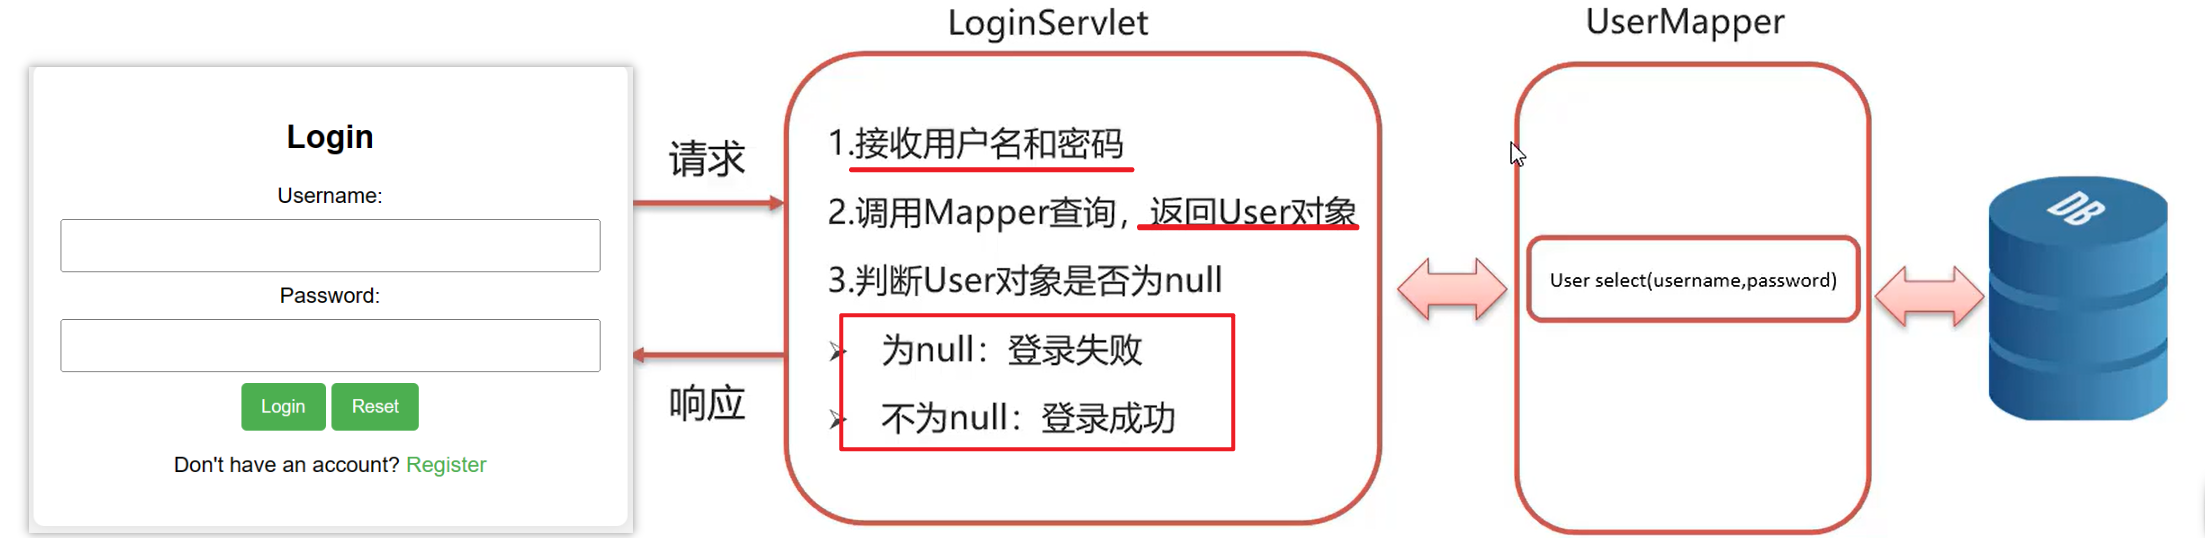 LoginServlet
UserMapper
Login
Username:
Password:
Login
Reset
Don't have an account? Register
请求
响应
1.接收用户名和密码
2.调用Mapper查询，返回User对象
3.判断User对象是否为null
为null：登录失败
不为null：登录成功
User select(username,password)
DB